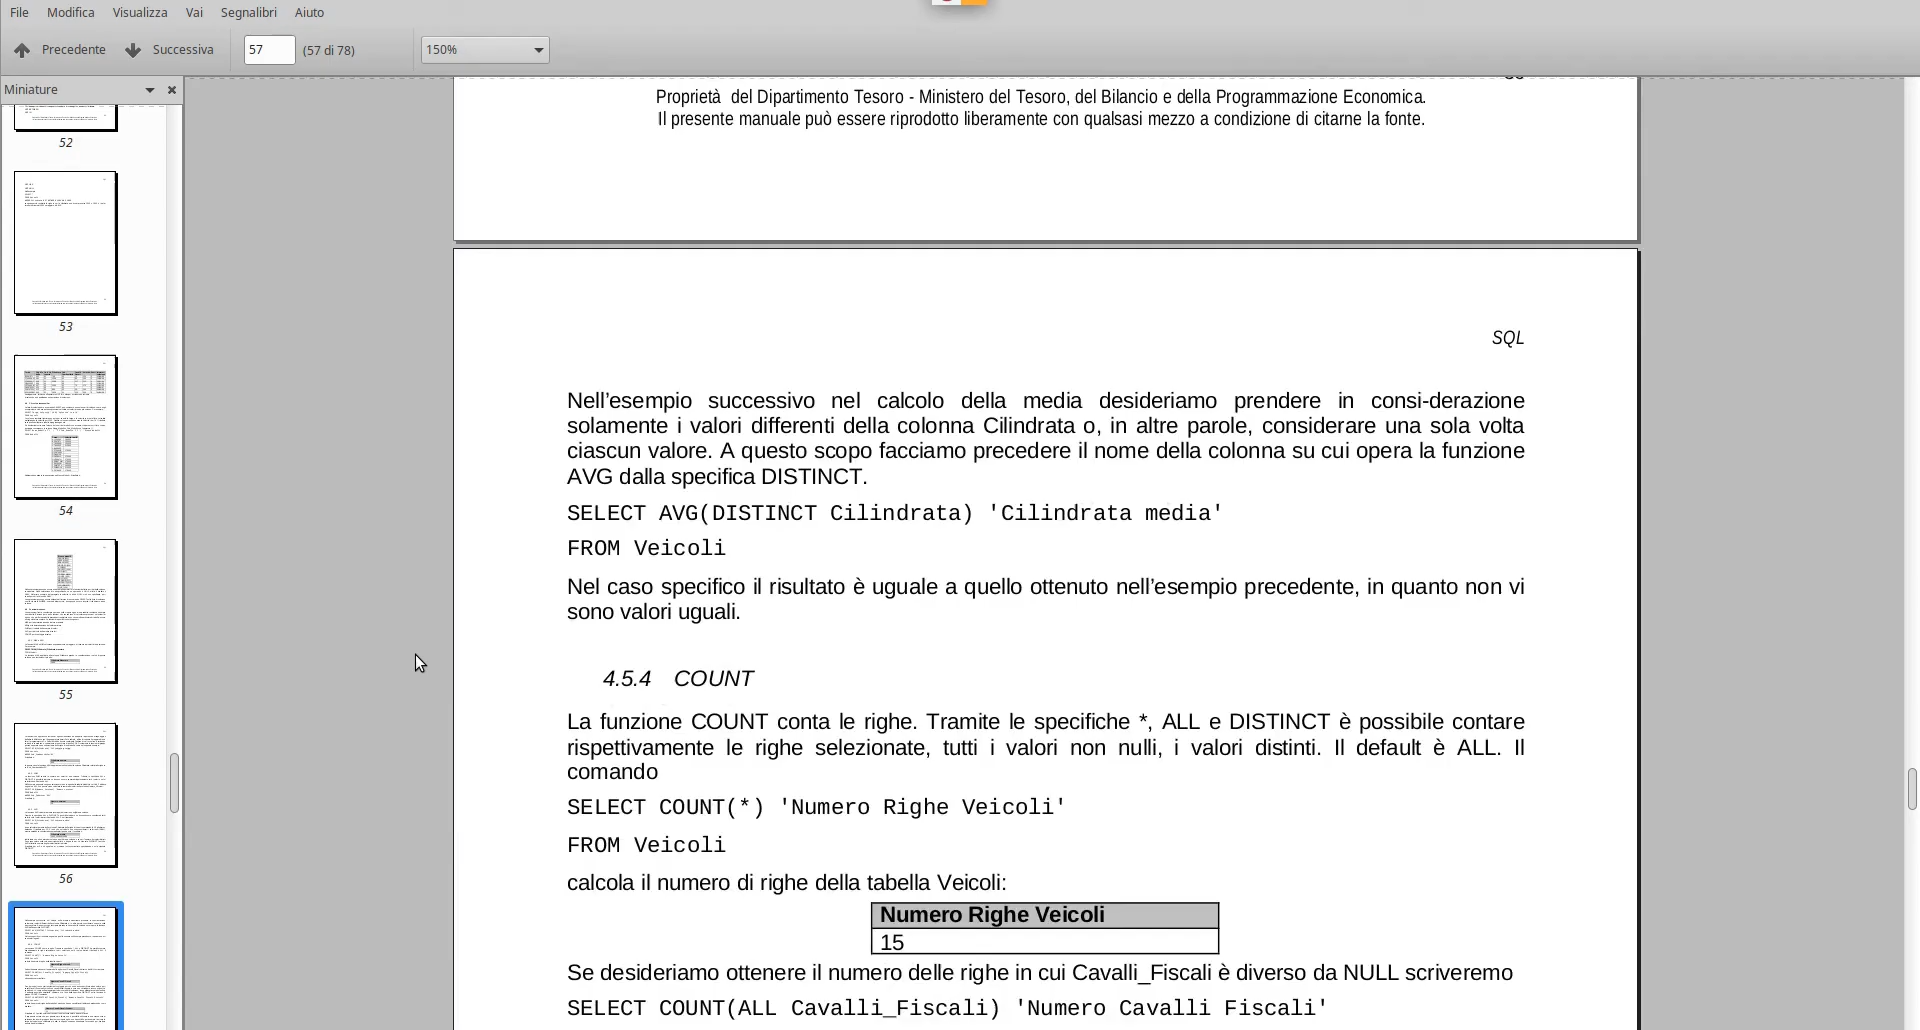 File Modifica Visualizza Vai Segnalibri Aiuto
Precedente Successiva 57 (57 di 78) 150%
Miniature
52
53
54
55
56
Proprietà del Dipartimento Tesoro - Ministero del Tesoro, del Bilancio e della Programmazione Economica.
Il presente manuale può essere riprodotto liberamente con qualsasi mezzo a condizione di citarne la fonte.
SQL
Nell'esempio successivo nel calcolo della media desideriamo prendere in consi-derazione
solamente i valori differenti della colonna Cilindrata o, in altre parole, considerare una sola volta
ciascun valore. A questo scopo facciamo precedere il nome della colonna su cui opera la funzione
AVG dalla specifica DISTINCT.
SELECT AVG(DISTINCT Cilindrata) 'Cilindrata media'
FROM Veicoli
Nel caso specifico il risultato è uguale a quello ottenuto nell'esempio precedente, in quanto non vi
sono valori uguali.
4.5.4 COUNT
La funzione COUNT conta le righe. Tramite le specifiche *, ALL e DISTINCT è possibile contare
rispettivamente le righe selezionate, tutti i valori non nulli, i valori distinti. Il default è ALL. Il
comando
SELECT COUNT(*) 'Numero Righe Veicoli'
FROM Veicoli
calcola il numero di righe della tabella Veicoli:
Numero Righe Veicoli
15
Se desideriamo ottenere il numero delle righe in cui Cavalli_Fiscali è diverso da NULL scriveremo
SELECT COUNT(ALL Cavalli_Fiscali) 'Numero Cavalli Fiscali'